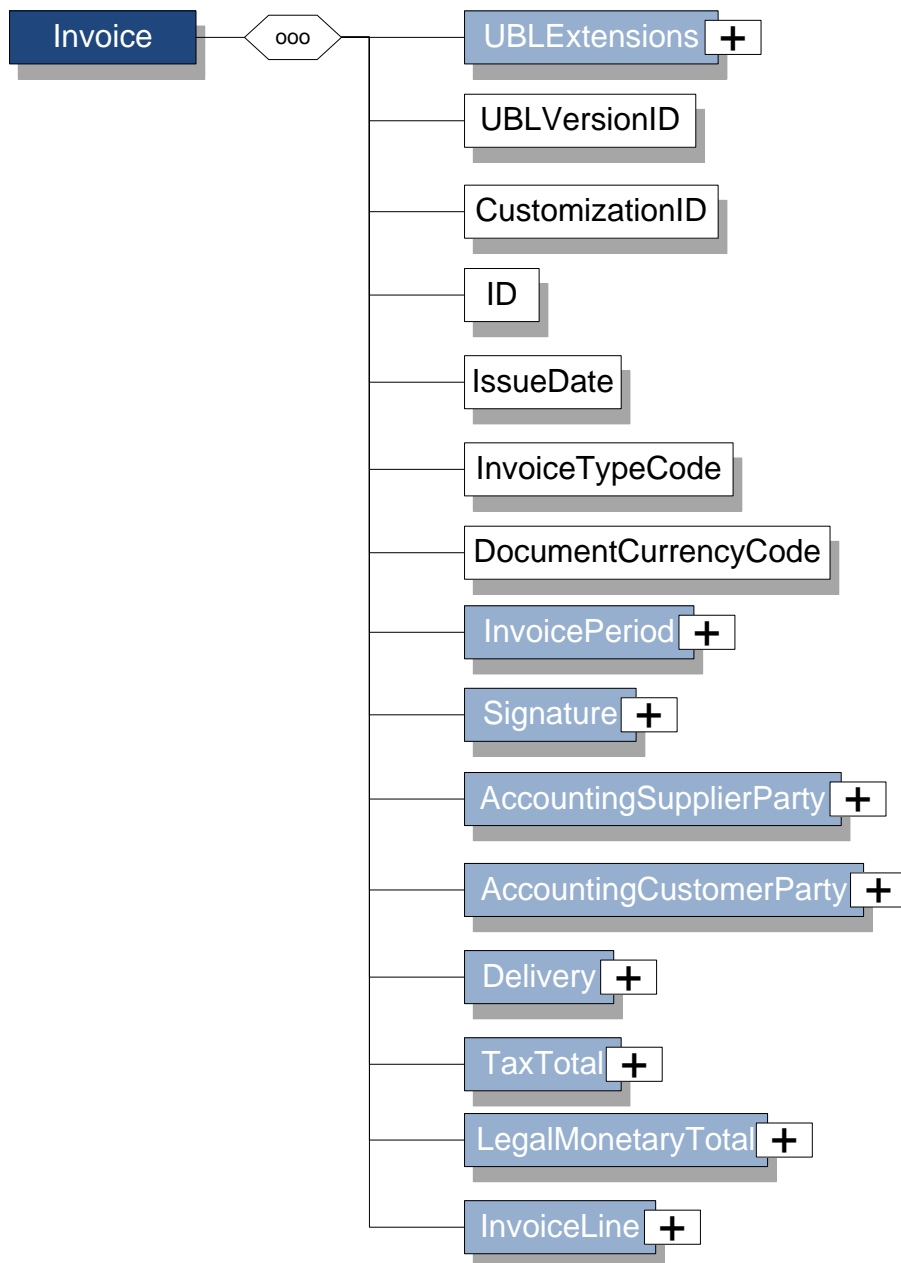 Invoice
ooo
UBLExtensions +
UBLVersionID
CustomizationID
ID
IssueDate
InvoiceTypeCode
DocumentCurrencyCode
InvoicePeriod +
Signature +
AccountingSupplierParty +
AccountingCustomerParty +
Delivery +
TaxTotal +
LegalMonetaryTotal +
InvoiceLine +